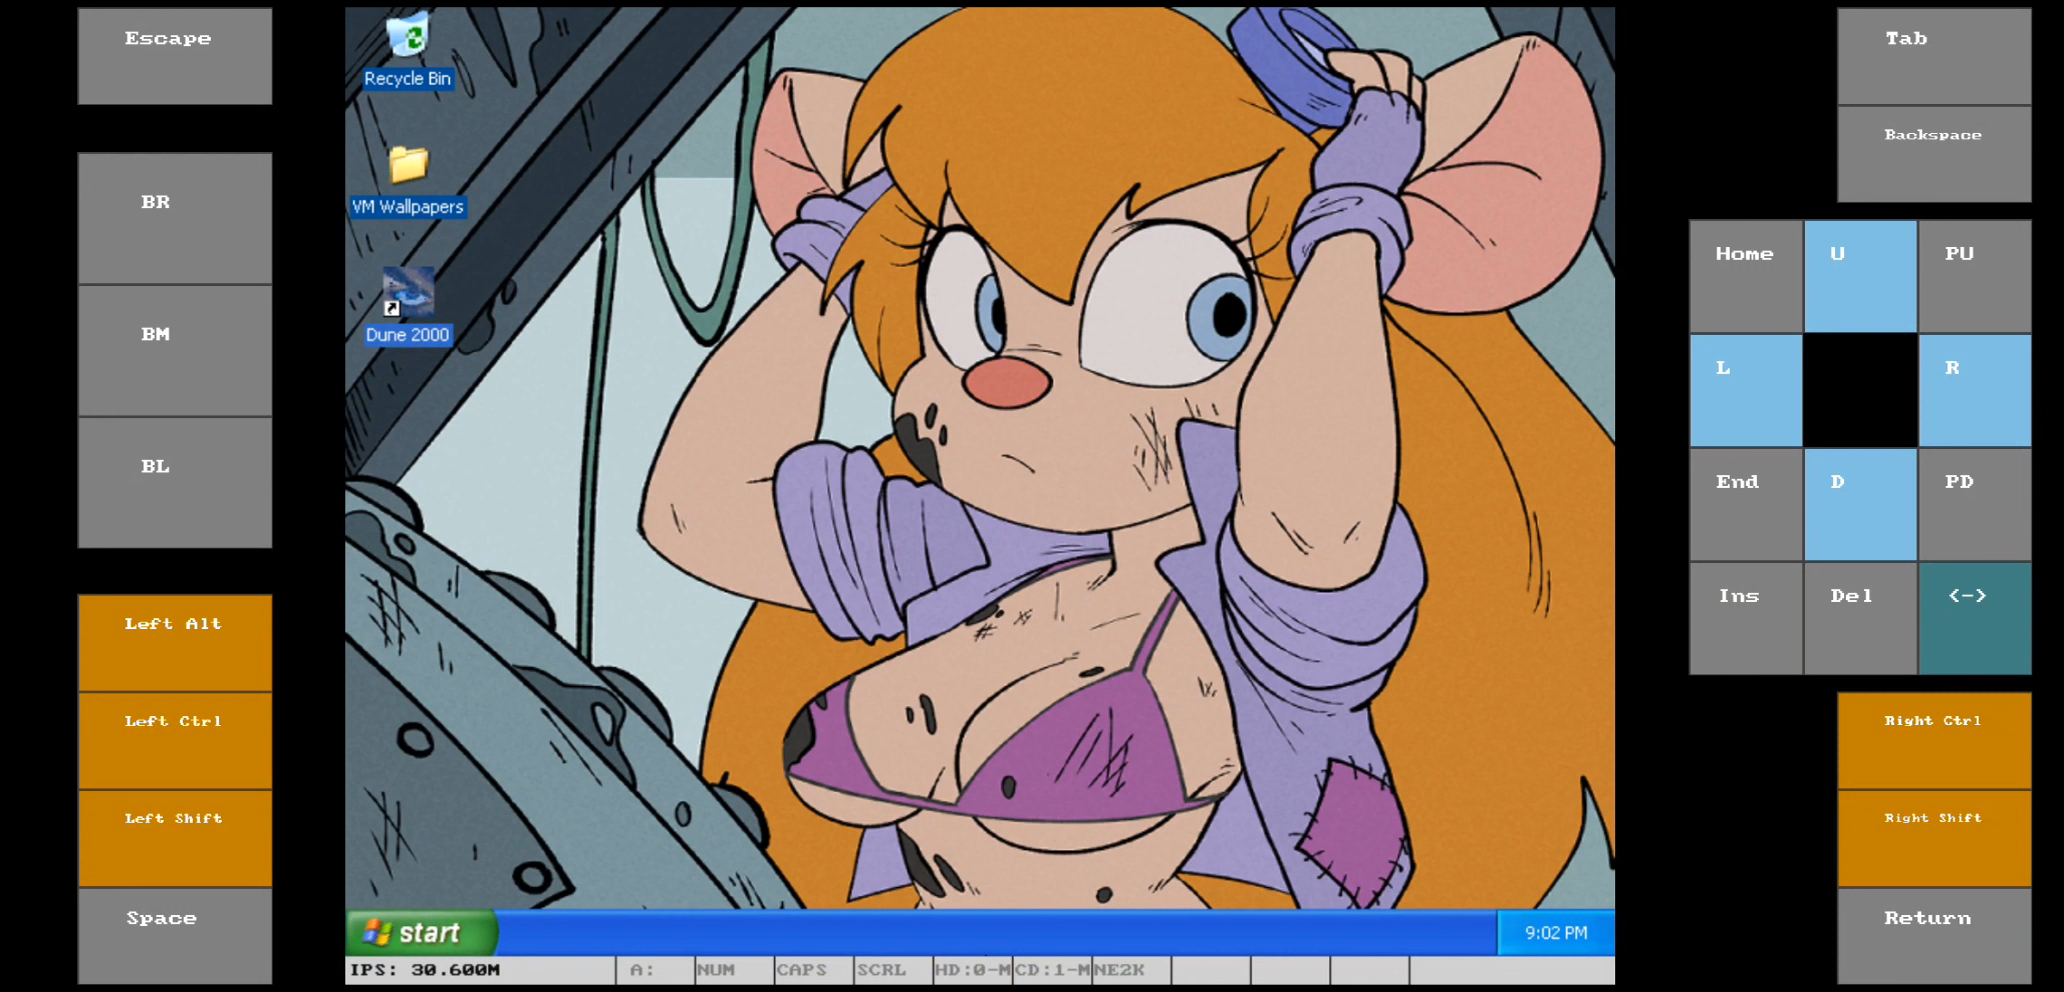 Escape
BR
BM
BL
Left Alt
Left Ctrl
Left Shift
Space
Recycle Bin
VM Wallpapers
Dune 2000
start
9:02 PM
IPS: 30.600M
A:
NUM
CAPS
SCRL
HD:0-M
CD:1-M
NE2K
Tab
Backspace
Home
U
PU
L
R
End
D
PD
Ins
Del
<->
Right Ctrl
Right Shift
Return